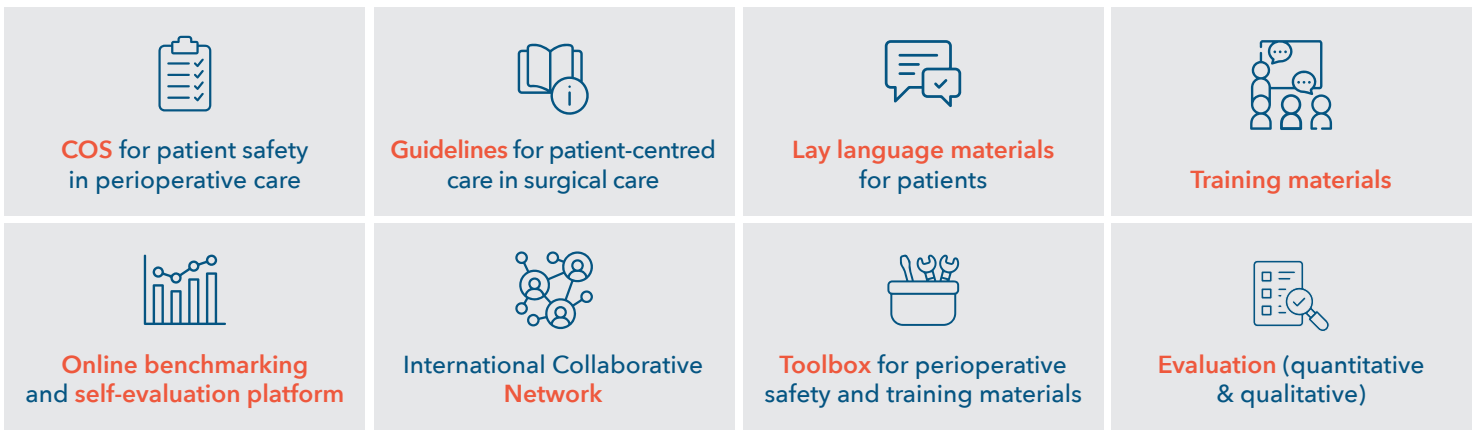 COS for patient safety
in perioperative care
Guidelines for patient-centred
care in surgical care
Lay language materials
for patients
Training materials
Online benchmarking
and self-evaluation platform
International Collaborative
Network
Toolbox for perioperative
safety and training materials
Evaluation (quantitative
& qualitative)